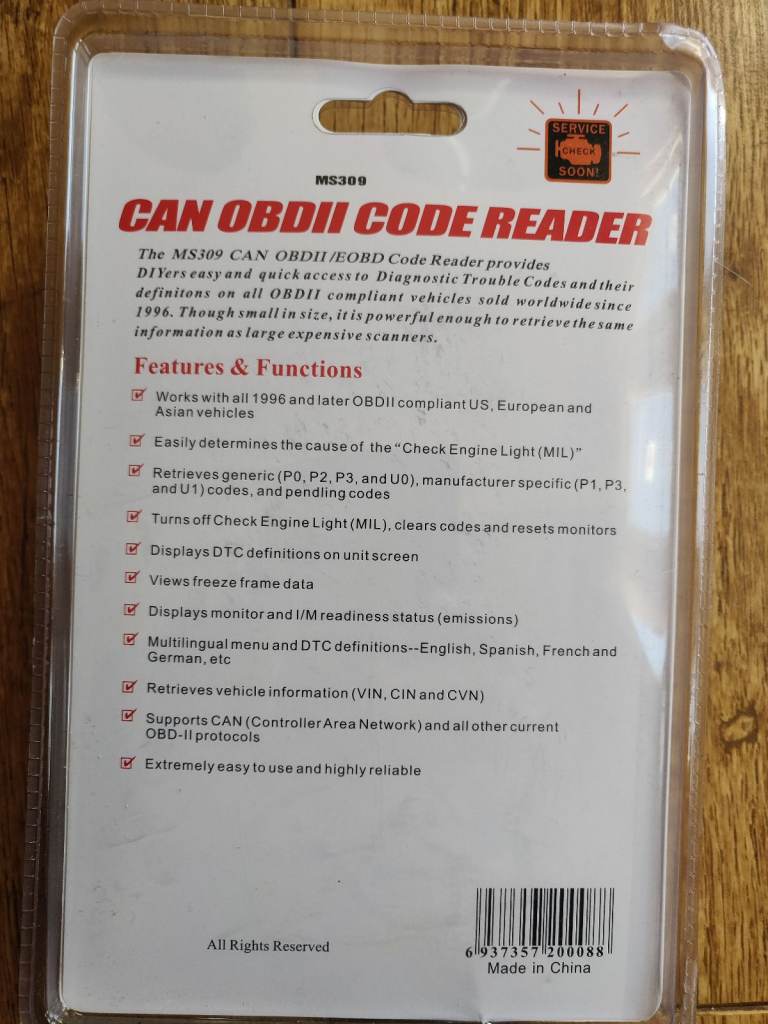 SERVICE
CHECK
SOON!
MS309
CAN OBDII CODE READER
The MS309 CAN OBDII/EOBD Code Reader provides
DIYers easy and quick access to Diagnostic Trouble Codes and their
definitons on all OBDII compliant vehicles sold worldwide since
1996. Though small in size, it is powerful enough to retrieve the same
information as large expensive scanners.
Features & Functions
Works with all 1996 and later OBDII compliant US, European and
Asian vehicles
Easily determines the cause of the "Check Engine Light (MIL)"
Retrieves generic (P0, P2, P3, and U0), manufacturer specific (P1, P3,
and U1) codes, and pendling codes
Turns off Check Engine Light (MIL), clears codes and resets monitors
Displays DTC definitions on unit screen
Views freeze frame data
Displays monitor and I/M readiness status (emissions)
Multilingual menu and DTC definitions--English, Spanish, French and
German, etc
Retrieves vehicle information (VIN, CIN and CVN)
Supports CAN (Controller Area Network) and all other current
OBD-II protocols
Extremely easy to use and highly reliable
All Rights Reserved
6 937357 200088
Made in China